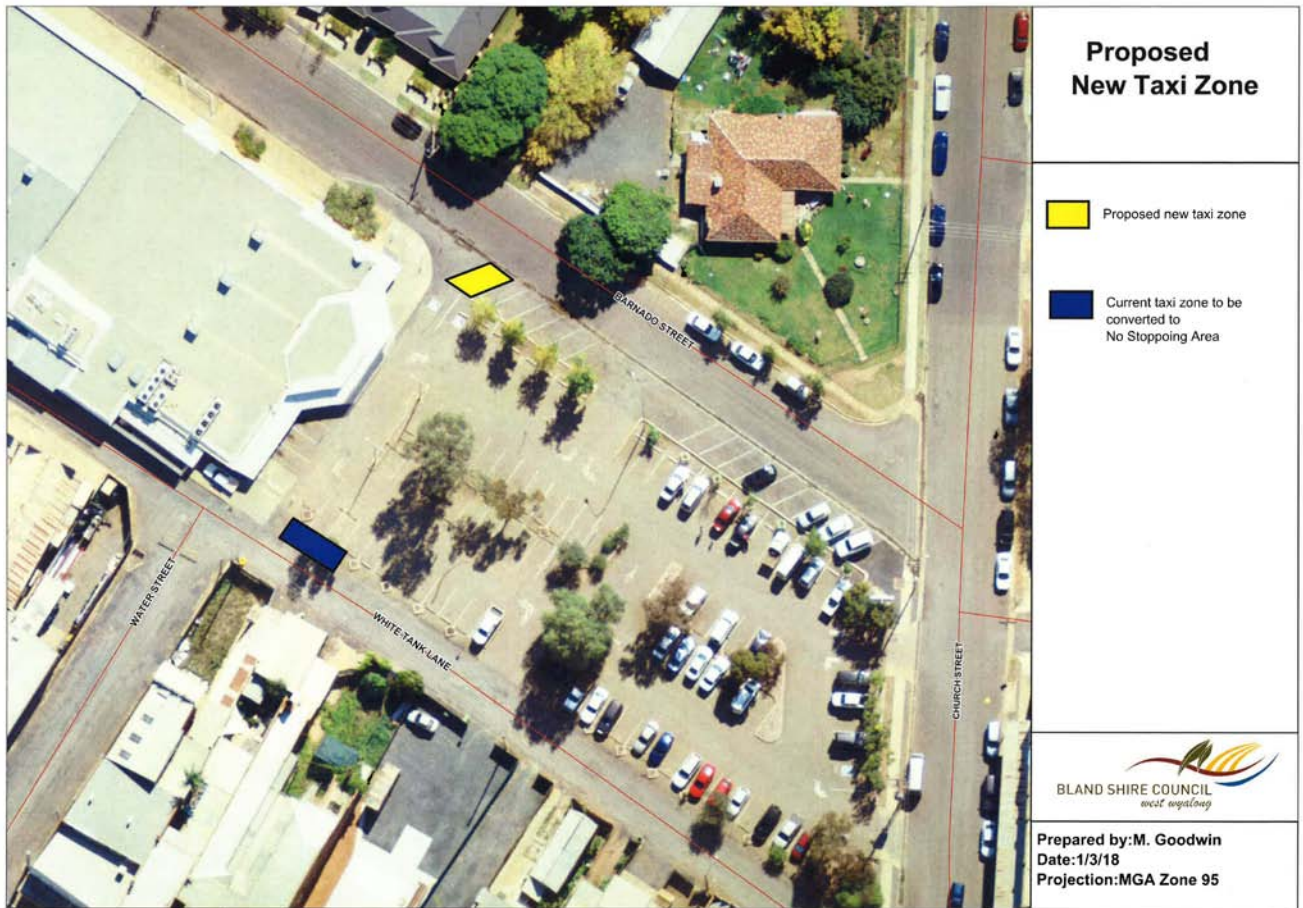 Proposed
New Taxi Zone
Proposed new taxi zone
Current taxi zone to be
converted to
No Stoppoing Area
BARNADO STREET
WATER STREET
WHITE TANK LANE
CHURCH STREET
BLAND SHIRE COUNCIL
west wyalong
Prepared by:M. Goodwin
Date:1/3/18
Projection:MGA Zone 95